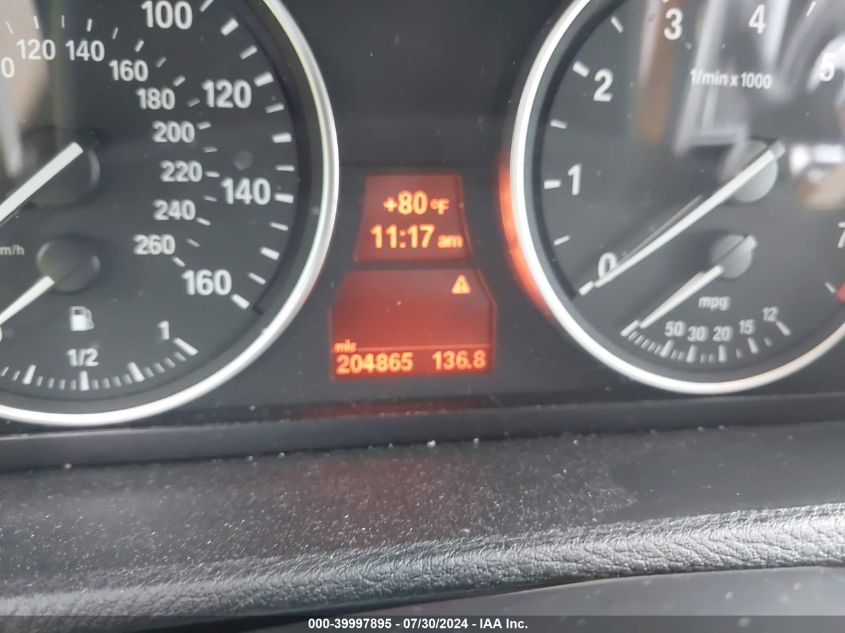 0 120 140 160 180 200 220 240 260
100 120 140 160
m/h
1/2 1
+80 °F
11:17 am
mls
204865 136.8
0 1 2 3 4 5 7
1/min x 1000
mpg
50 30 20 15 12
000-39997895 / 07/30/2024 - IAA Inc.